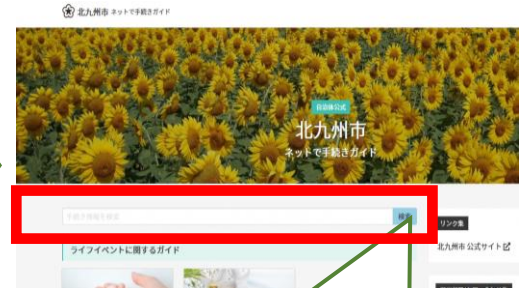 北九州市 ネットで手続きガイド
自治体公式
北九州市
ネットで手続きガイド
手続き情報を検索
検索
リンク集
北九州市 公式サイト
ライフイベントに関するガイド